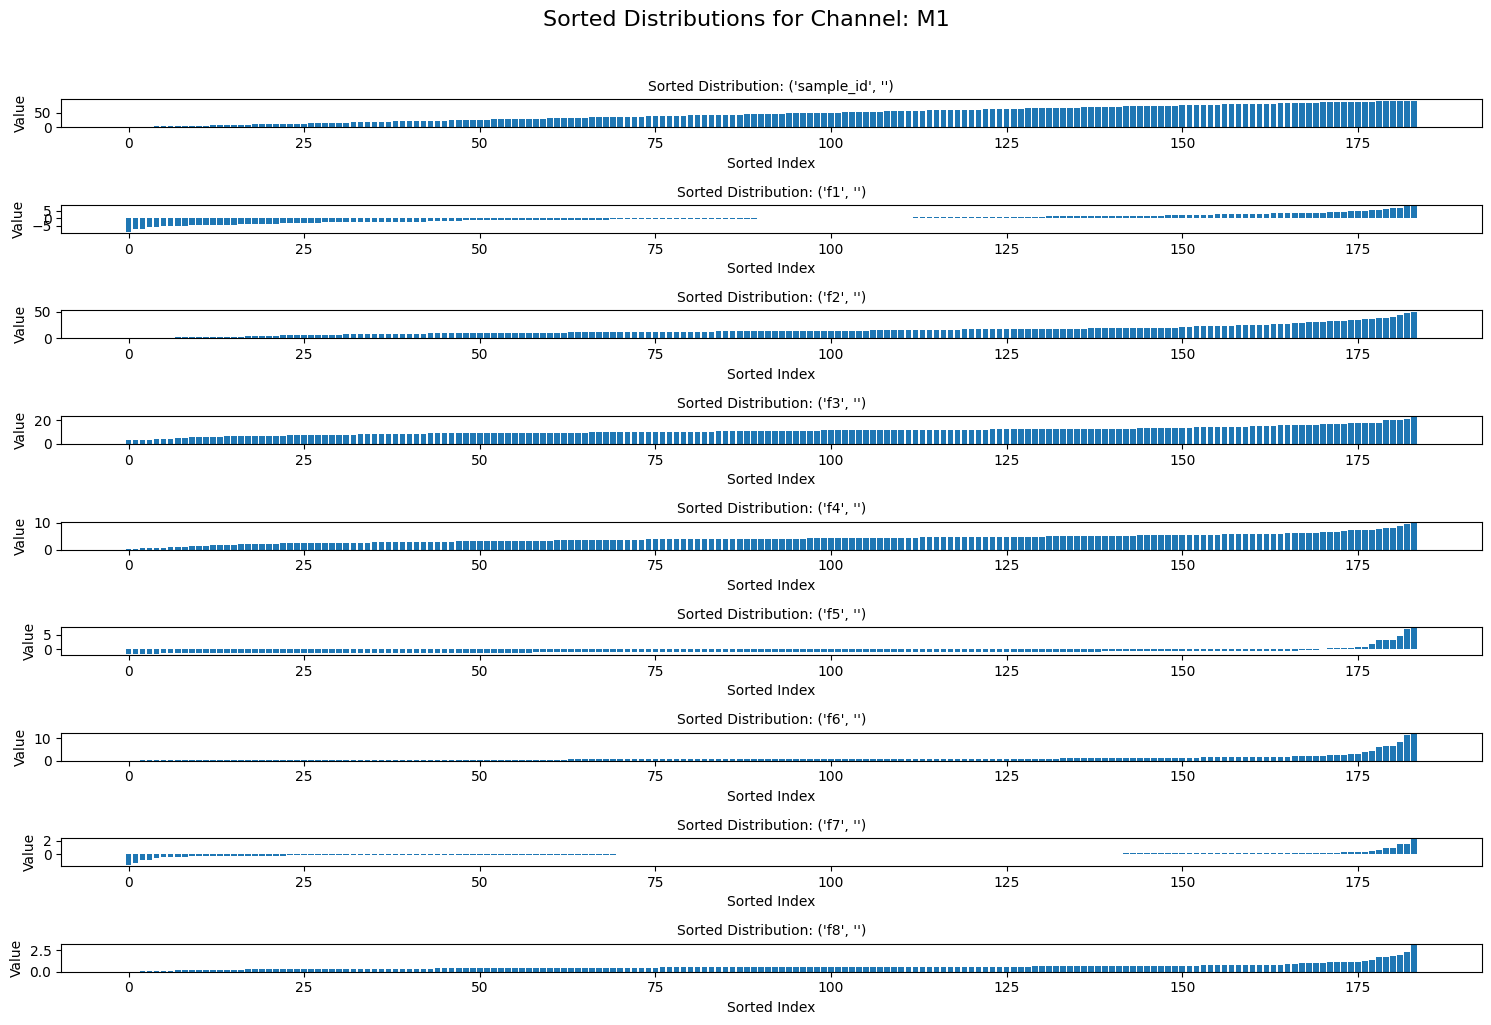 Sorted Distributions for Channel: M1
Sorted Distribution: ('sample_id', '')
Value
50
0
0 25 50 75 100 125 150 175
Sorted Index
Sorted Distribution: ('f1', '')
Value
5
0
−5
0 25 50 75 100 125 150 175
Sorted Index
Sorted Distribution: ('f2', '')
Value
50
0
0 25 50 75 100 125 150 175
Sorted Index
Sorted Distribution: ('f3', '')
Value
20
0
0 25 50 75 100 125 150 175
Sorted Index
Sorted Distribution: ('f4', '')
Value
10
0
0 25 50 75 100 125 150 175
Sorted Index
Sorted Distribution: ('f5', '')
Value
5
0
0 25 50 75 100 125 150 175
Sorted Index
Sorted Distribution: ('f6', '')
Value
10
0
0 25 50 75 100 125 150 175
Sorted Index
Sorted Distribution: ('f7', '')
Value
2
0
0 25 50 75 100 125 150 175
Sorted Index
Sorted Distribution: ('f8', '')
Value
2.5
0.0
0 25 50 75 100 125 150 175
Sorted Index